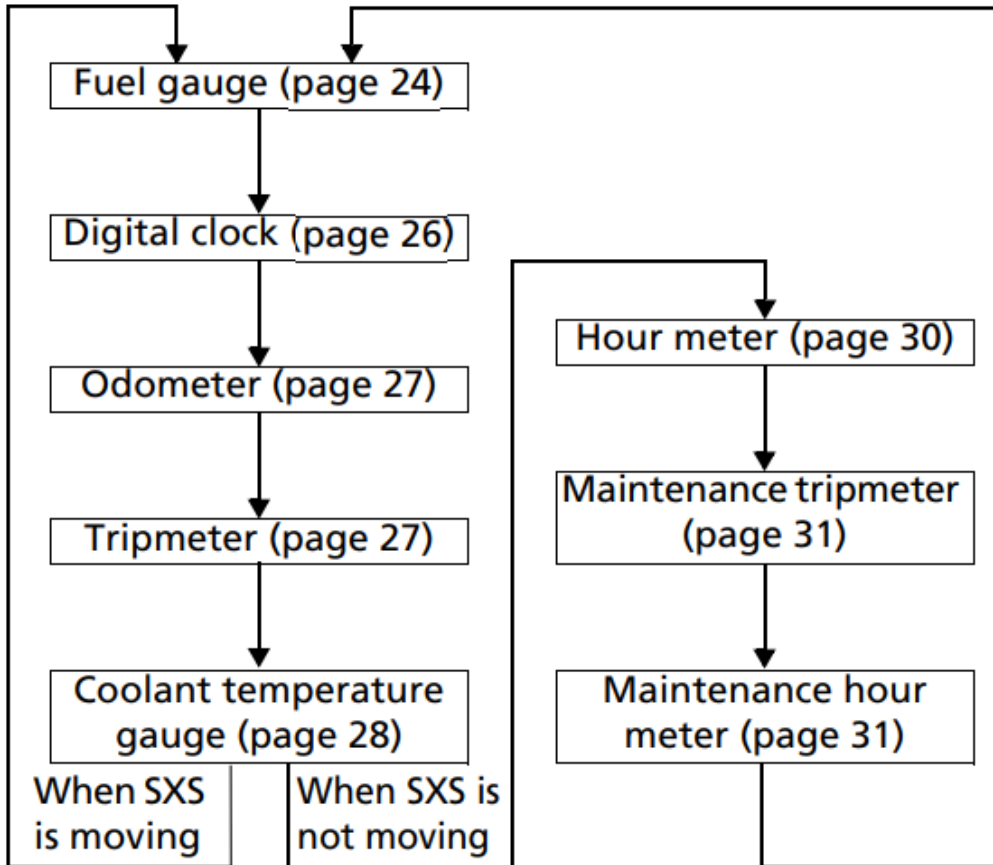 Fuel gauge (page 24)
Digital clock (page 26)
Odometer (page 27)
Tripmeter (page 27)
Coolant temperature
gauge (page 28)
When SXS
is moving
When SXS is
not moving
Hour meter (page 30)
Maintenance tripmeter
(page 31)
Maintenance hour
meter (page 31)